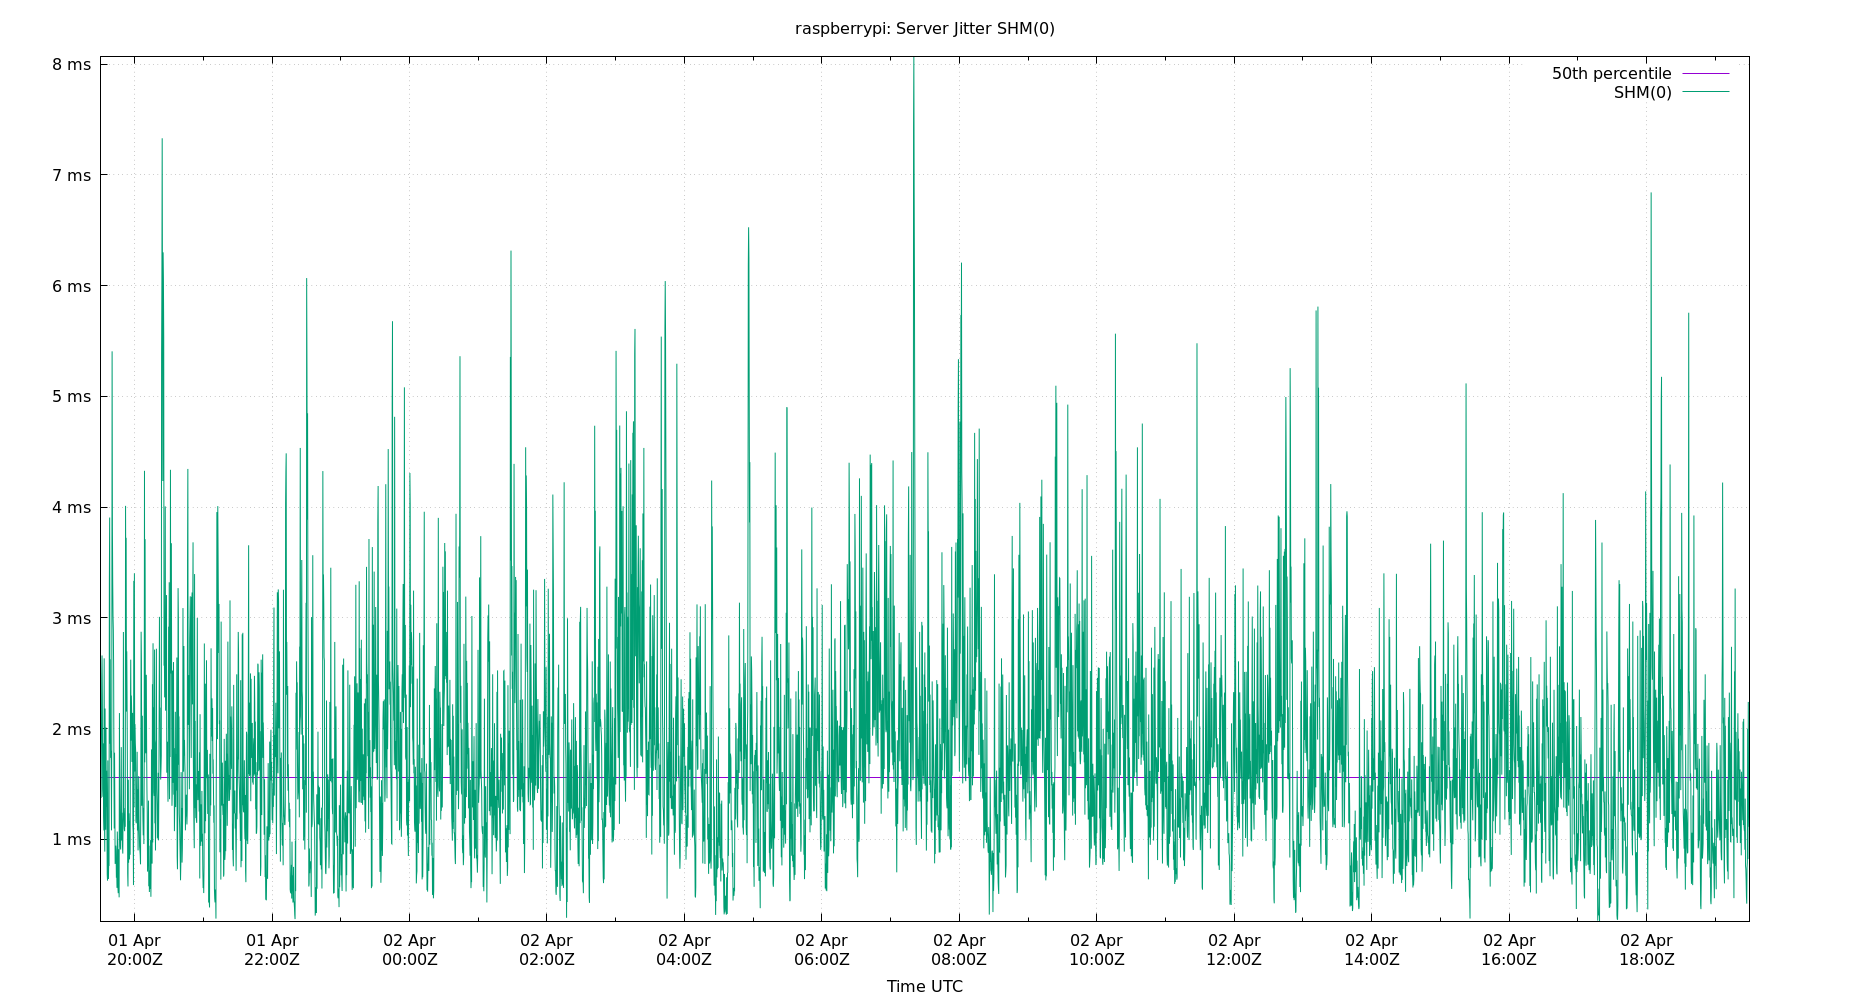 raspberrypi: Server Jitter SHM(0)
8 ms
50th percentile
SHM(0)
7 ms
6 ms
5 ms
4 ms
3 ms
2 ms
1 ms
01 Apr 01 Apr 02 Apr 02 Apr 02 Apr 02 Apr 02 Apr 02 Apr 02 Apr 02 Apr 02 Apr 02 Apr
20:00Z 22:00Z 00:00Z 02:00Z 04:00Z 06:00Z 08:00Z 10:00Z 12:00Z 14:00Z 16:00Z 18:00Z
Time UTC